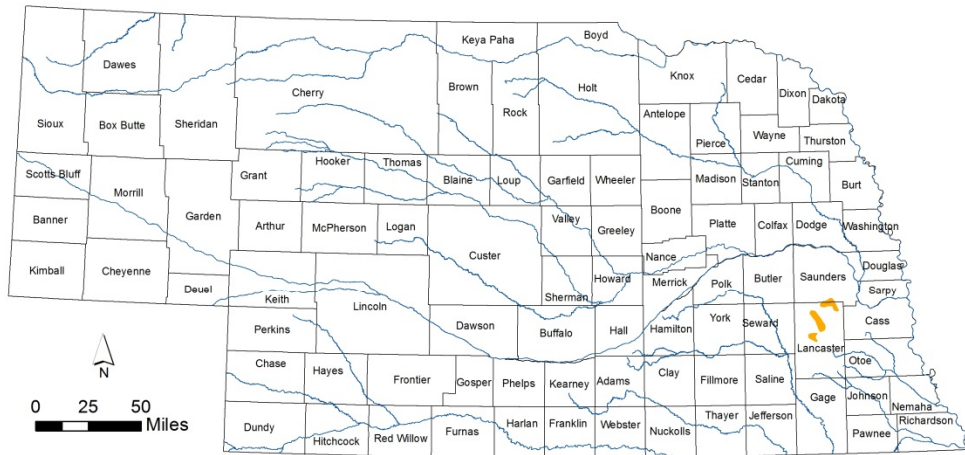 Keya Paha
Boyd
Dawes
Knox
Cedar
Cherry
Brown
Holt
Dixon
Dakota
Rock
Antelope
Sioux
Box Butte
Sheridan
Pierce
Wayne
Thurston
Scotts Bluff
Grant
Hooker
Thomas
Blaine
Loup
Garfield
Wheeler
Madison
Stanton
Cuming
Burt
Morrill
Garden
Boone
Banner
Arthur
McPherson
Logan
Valley
Greeley
Platte
Colfax
Dodge
Washington
Kimball
Cheyenne
Custer
Nance
Douglas
Deuel
Keith
Lincoln
Sherman
Howard
Merrick
Polk
Butler
Saunders
Sarpy
Perkins
Dawson
Buffalo
Hall
Hamilton
York
Seward
Cass
Lancaster
N
Chase
Hayes
Frontier
Gosper
Phelps
Kearney
Adams
Clay
Fillmore
Saline
Otoe
Gage
Johnson
Nemaha
0 25 50
Miles
Dundy
Hitchcock
Red Willow
Furnas
Harlan
Franklin
Webster
Nuckolls
Thayer
Jefferson
Pawnee
Richardson